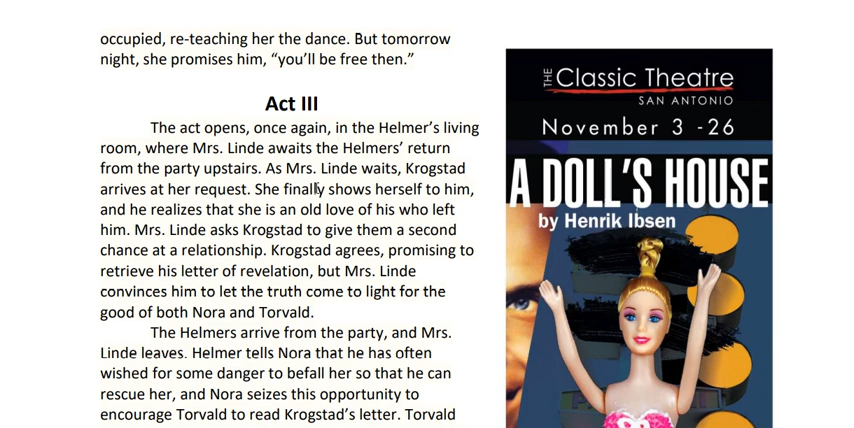 occupied, re-teaching her the dance. But tomorrow
night, she promises him, “you’ll be free then.”
Act III
The act opens, once again, in the Helmer’s living
room, where Mrs. Linde awaits the Helmers’ return
from the party upstairs. As Mrs. Linde waits, Krogstad
arrives at her request. She finally shows herself to him,
and he realizes that she is an old love of his who left
him. Mrs. Linde asks Krogstad to give them a second
chance at a relationship. Krogstad agrees, promising to
retrieve his letter of revelation, but Mrs. Linde
convinces him to let the truth come to light for the
good of both Nora and Torvald.
The Helmers arrive from the party, and Mrs.
Linde leaves. Helmer tells Nora that he has often
wished for some danger to befall her so that he can
rescue her, and Nora seizes this opportunity to
encourage Torvald to read Krogstad’s letter. Torvald
THE Classic Theatre
SAN ANTONIO
November 3 -26
A DOLL'S HOUSE
by Henrik Ibsen